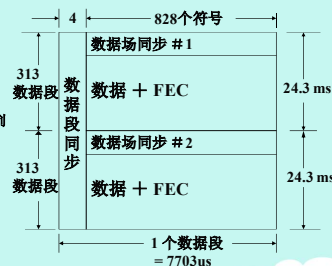 4
828个符号
数据场同步 #1
313
数据段
数据段同步
数据 + FEC
24.3 ms
数据场同步 #2
313
数据段
数据 + FEC
24.3 ms
1 个数据段
= 7703us